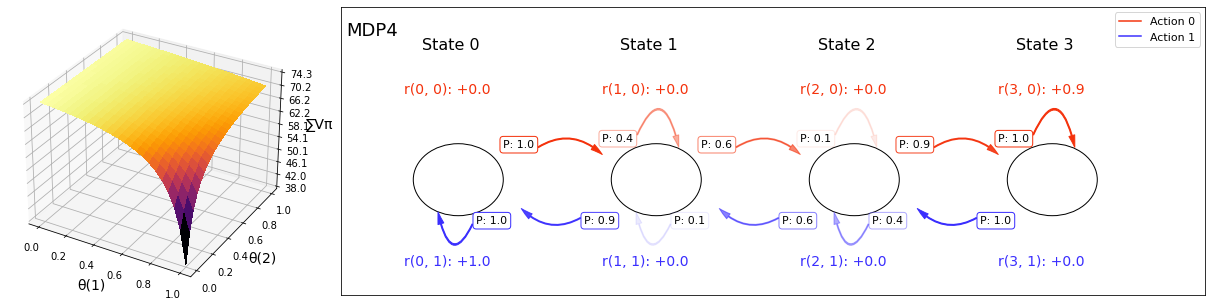 MDP4
Action 0
Action 1
State 0
State 1
State 2
State 3
r(0, 0): +0.0
r(1, 0): +0.0
r(2, 0): +0.0
r(3, 0): +0.9
P: 1.0
P: 0.4
P: 0.6
P: 0.1
P: 0.9
P: 1.0
P: 1.0
P: 0.9
P: 0.1
P: 0.6
P: 0.4
P: 1.0
r(0, 1): +1.0
r(1, 1): +0.0
r(2, 1): +0.0
r(3, 1): +0.0
74.3
70.2
66.2
62.2
58.1
54.1
50.1
46.1
42.1
38.0
∑Vπ
0.0
0.2
0.4
0.6
0.8
1.0
θ(1)
0.0
0.2
0.4
0.6
0.8
1.0
θ(2)